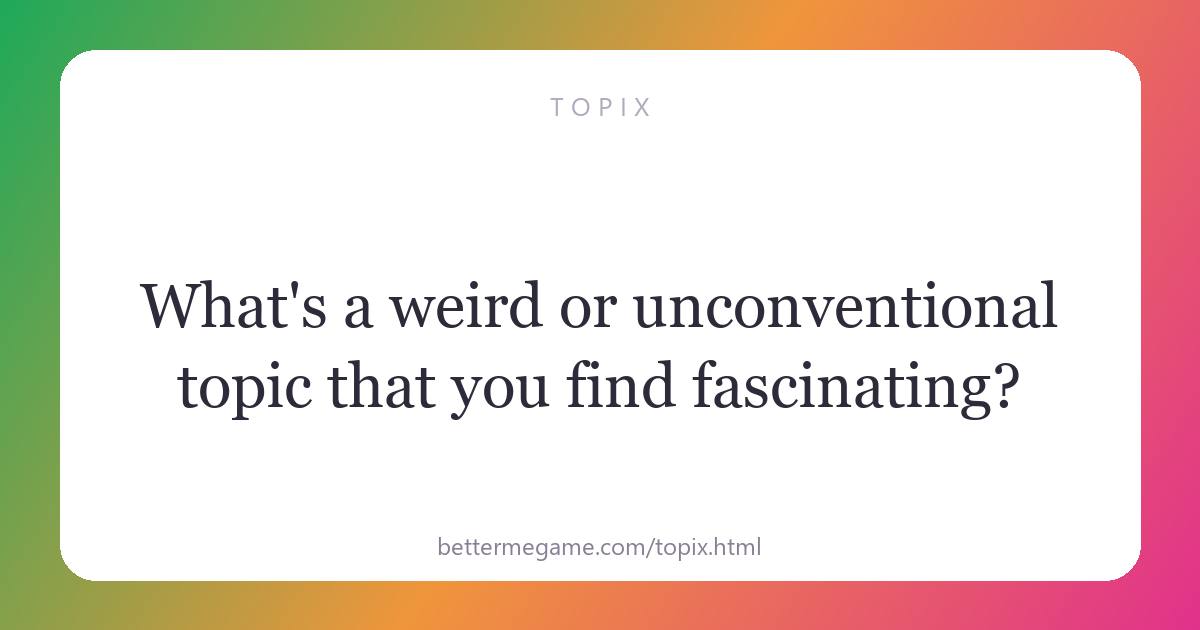 TOPIX
What's a weird or unconventional
topic that you find fascinating?
bettermegame.com/topix.html